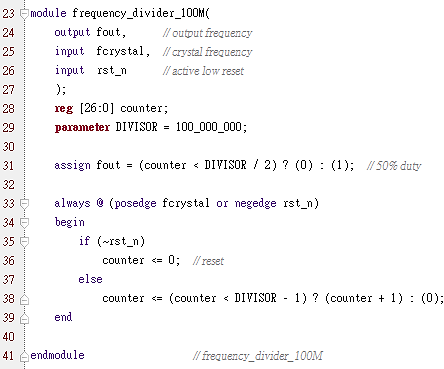 23 module frequency_divider_100M(
24     output fout,      // output frequency
25     input  fcrystal,  // crystal frequency
26     input  rst_n      // active low reset
27     );
28     reg [26:0] counter;
29     parameter DIVISOR = 100_000_000;
30
31     assign fout = (counter < DIVISOR / 2) ? (0) : (1);  // 50% duty
32
33     always @ (posedge fcrystal or negedge rst_n)
34     begin
35         if (~rst_n)
36             counter <= 0;  // reset
37         else
38             counter <= (counter < DIVISOR - 1) ? (counter + 1) : (0);
39     end
40
41 endmodule                 // frequency_divider_100M